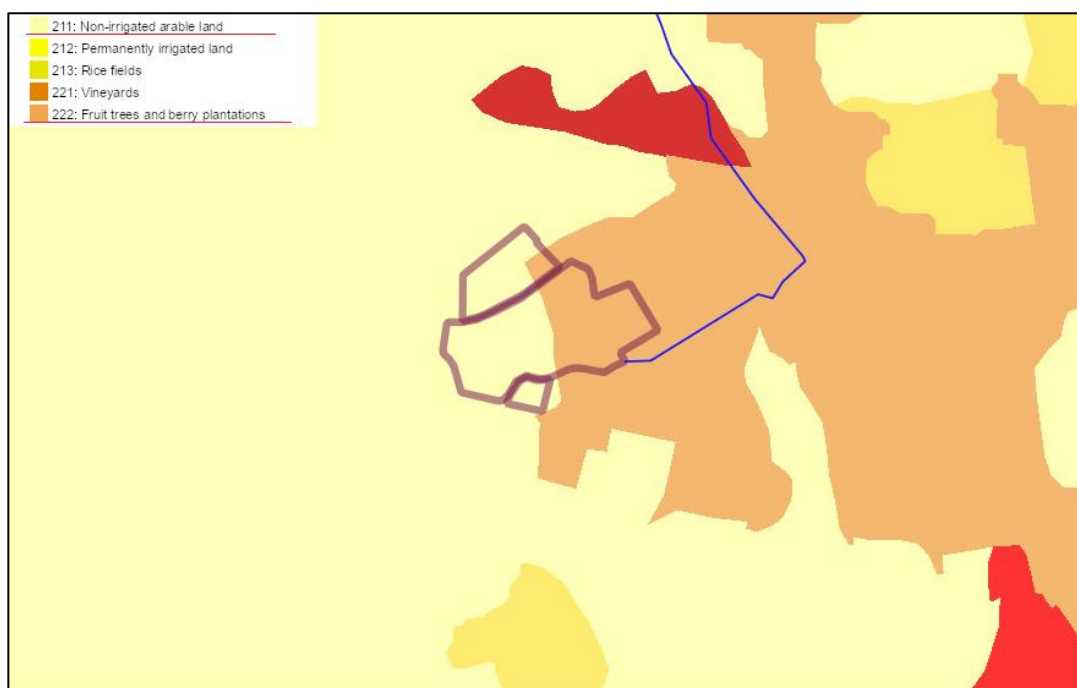 211: Non-irrigated arable land
212: Permanently irrigated land
213: Rice fields
221: Vineyards
222: Fruit trees and berry plantations